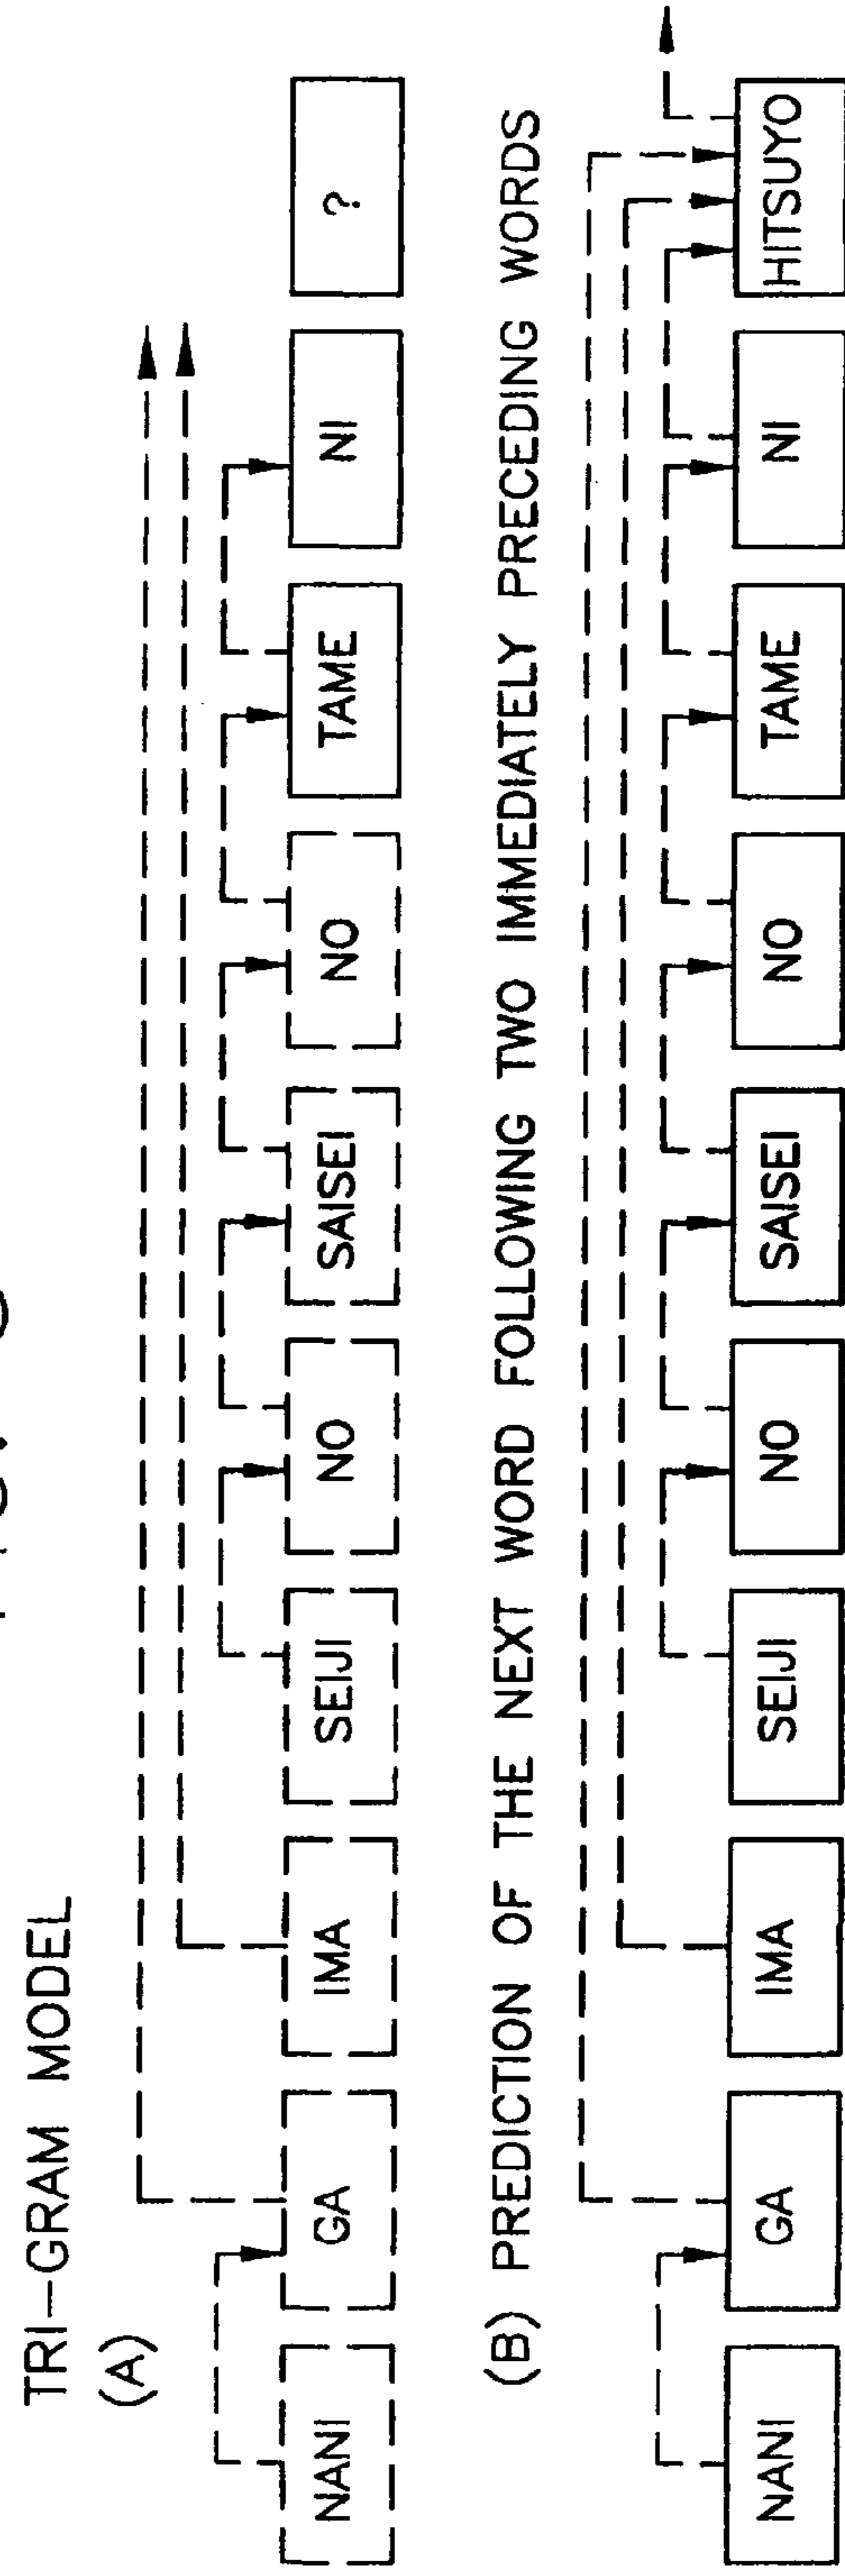 TRI-GRAM MODEL
(A)
NANI GA IMA SEIJI NO SAISEI NO TAME NI ?
(B) PREDICTION OF THE NEXT WORD FOLLOWING TWO IMMEDIATELY PRECEDING WORDS
NANI GA IMA SEIJI NO SAISEI NO TAME NI HITSUYO